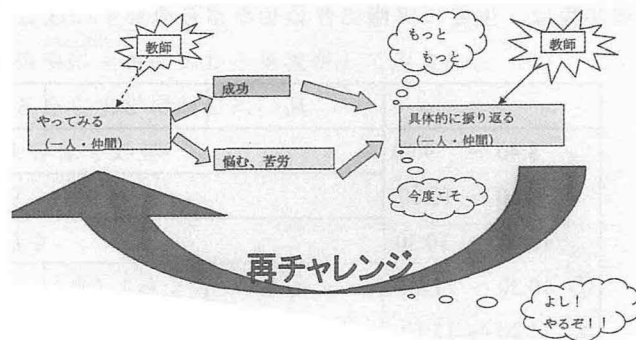 教師
もっと
もっと
教師
成功
やってみる
（一人・仲間）
具体的に振り返る
（一人・仲間）
悩む、苦労
今度こそ
再チャレンジ
よし！
やるぞ！！